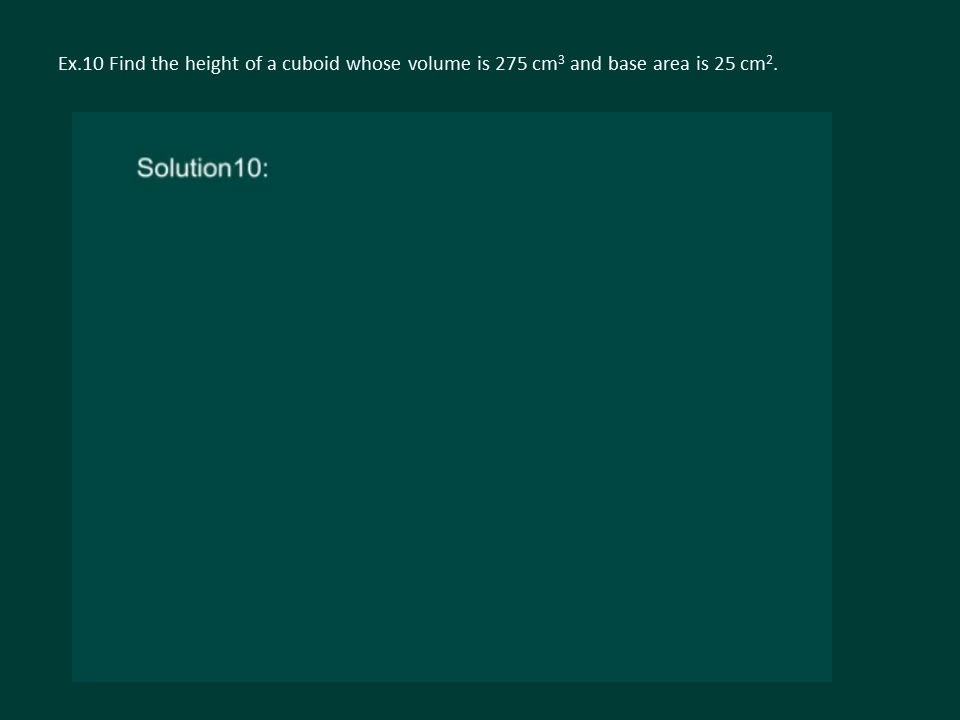 Ex.10 Find the height of a cuboid whose volume is 275 cm³ and base area is 25 cm².
Solution10: